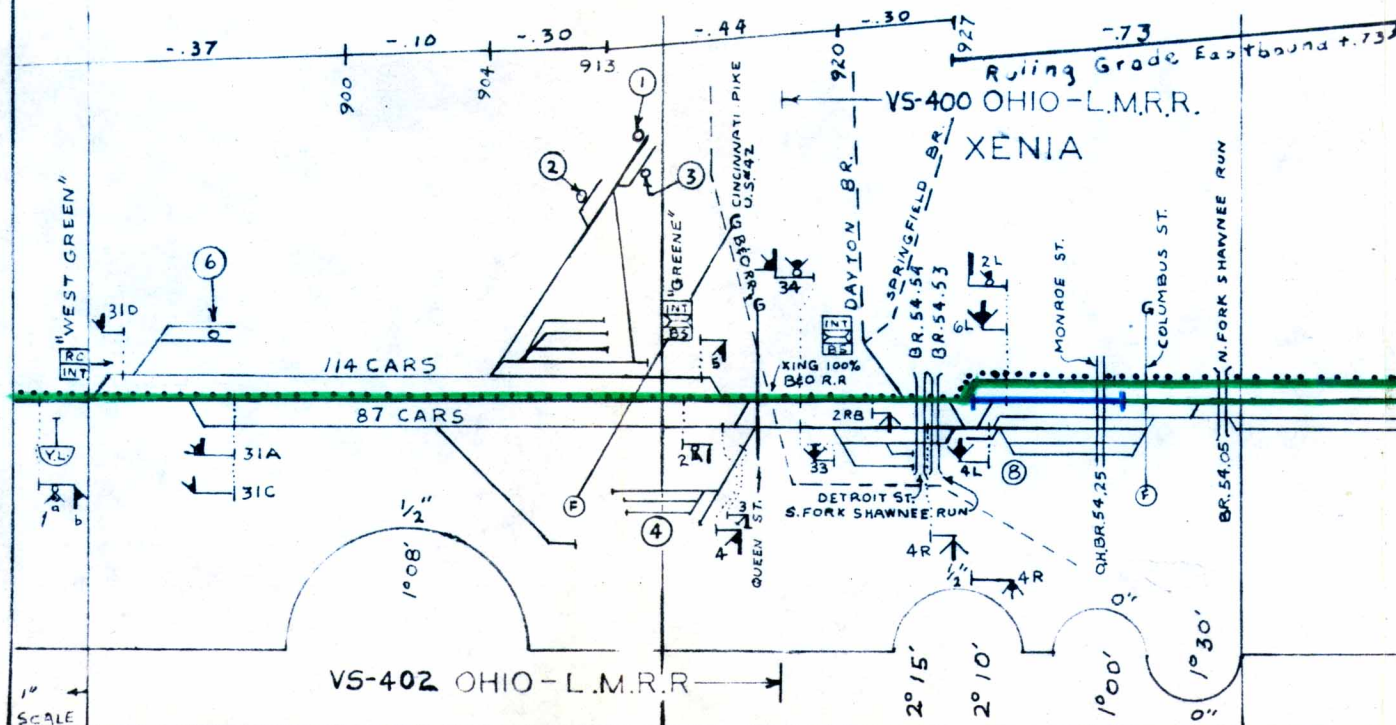 -.37
-.10
-.30
-.44
-.30
-.73
900
904
913
920
927
Ruling Grade Eastbound +.73
VS-400 OHIO-L.M.R.R.
XENIA
"WEST GREEN"
RC
INT
31D
6
1
2
3
"GREENE"
INT
BS
CINCINNATI PIKE
U.S.#42
G
B&O R.R.
G
34
DAYTON BR.
SPRINGFIELD BR.
INT
BS
BR.54.54
BR.54.53
2L
6L
MONROE ST.
G
COLUMBUS ST.
N.FORK SHAWNEE RUN
114 CARS
5
XING 100%
B&O R.R
87 CARS
2RB
Y.L.
31A
31C
2
33
4L
8
DETROIT ST.
S.FORK SHAWNEE RUN
F
4
3
4
QUEEN ST.
4R
4R
O.H.BR.54.25
F
BR.54.05
1/2"
1°08'
1/2"
0"
2°15'
2°10'
1°00'
1°30'
0"
VS-402 OHIO-L.M.R.R
1"
SCALE